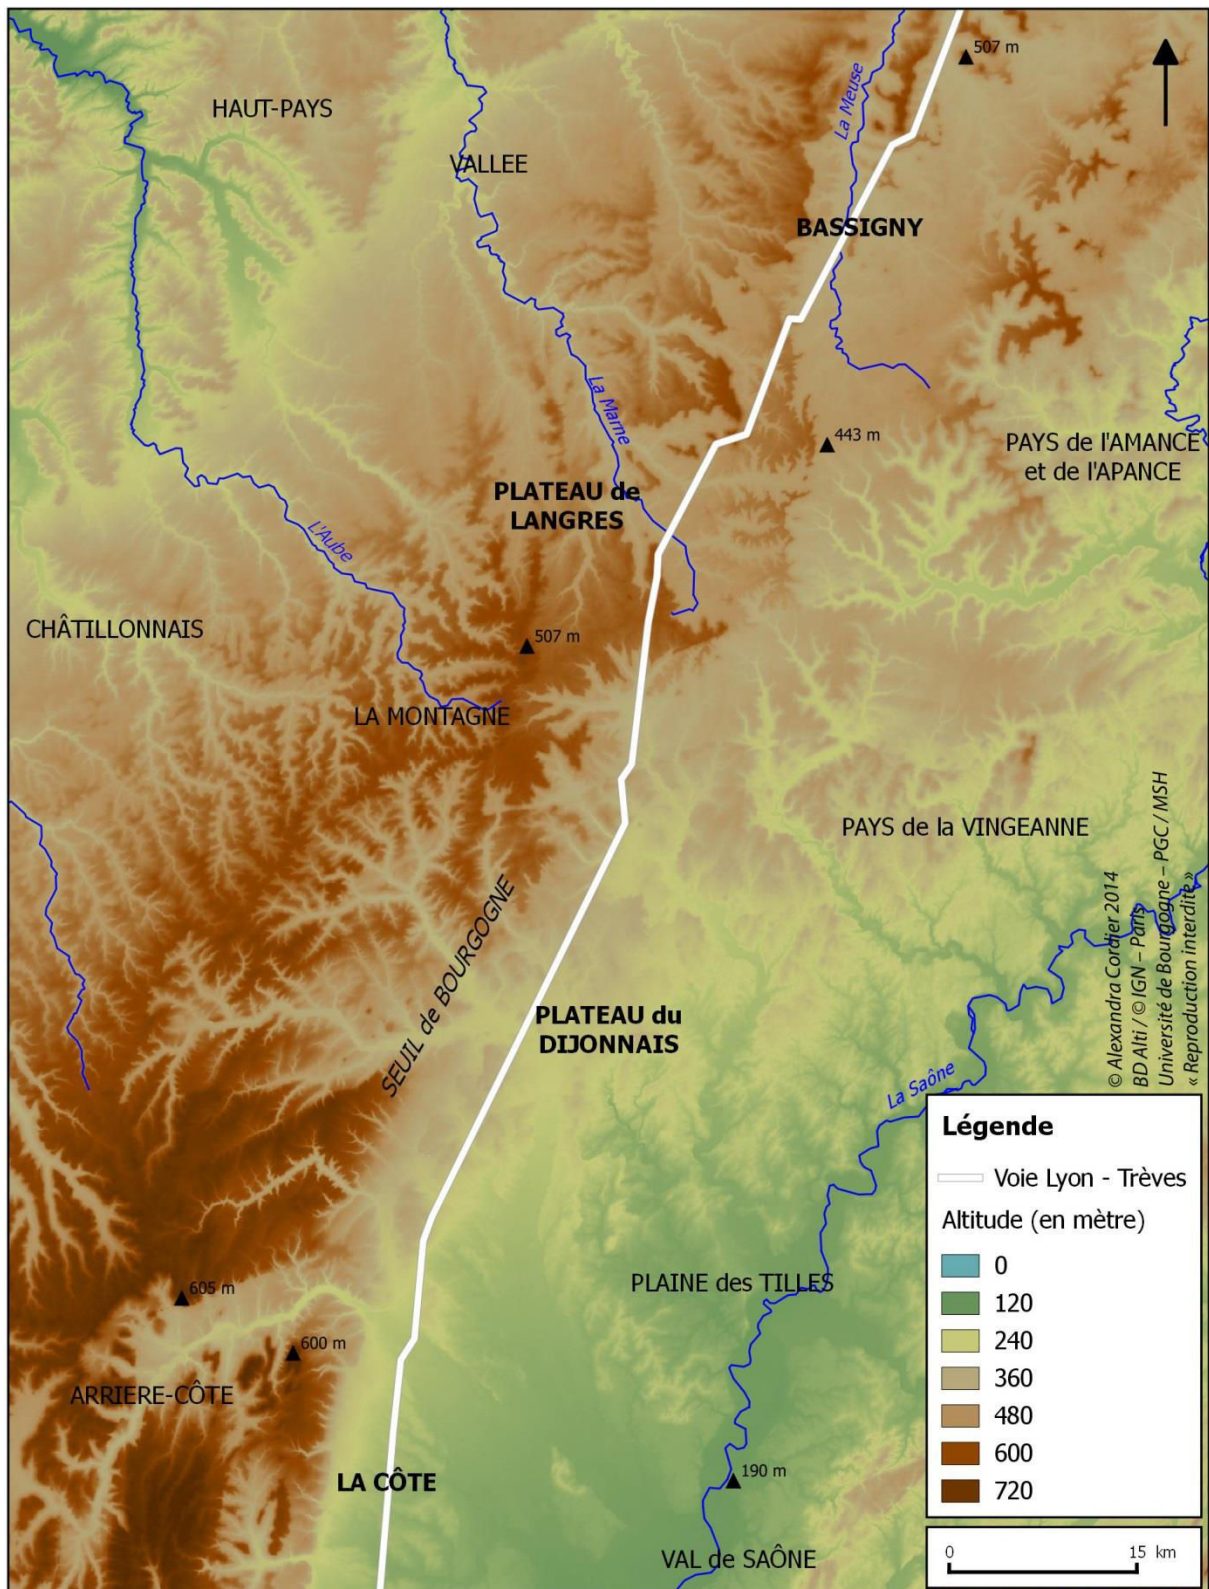 507 m
La Meuse
HAUT-PAYS
VALLEE
BASSIGNY
La Marne
443 m
PAYS de l'AMANCE
et de l'APANCE
PLATEAU de
LANGRES
L'Aube
CHÂTILLONNAIS
507 m
LA MONTAGNE
PAYS de la VINGEANNE
SEUIL de BOURGOGNE
PLATEAU du
DIJONNAIS
La Saône
© Alexandra Cordier 2014
BD Alti / © IGN – Paris
Université de Bourgogne – PGC / MSH
« Reproduction interdite »
PLAINE des TILLES
605 m
600 m
ARRIERE-CÔTE
LA CÔTE
190 m
VAL de SAÔNE
Légende
Voie Lyon - Trèves
Altitude (en mètre)
0
120
240
360
480
600
720
0 15 km